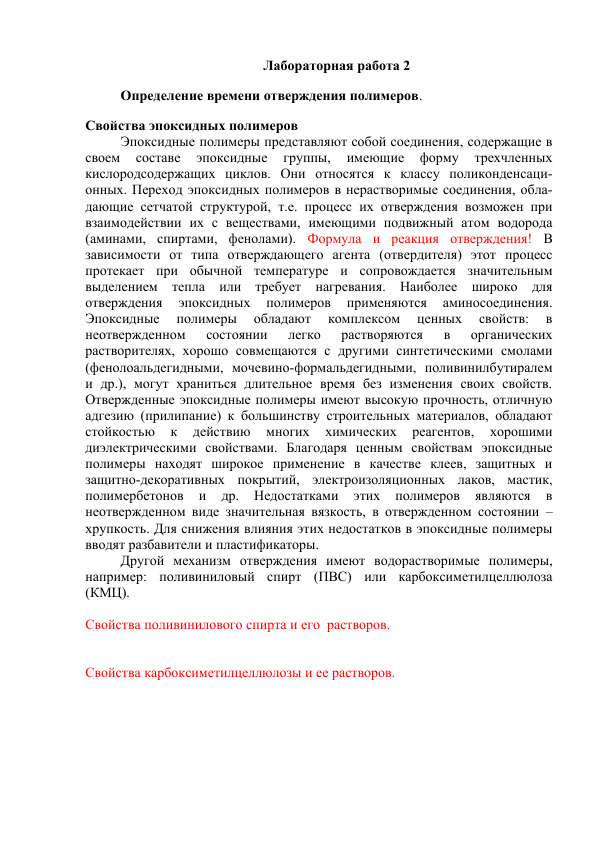 Лабораторная работа 2
Определение времени отверждения полимеров.
Свойства эпоксидных полимеров
Эпоксидные полимеры представляют собой соединения, содержащие в
своем составе эпоксидные группы, имеющие форму трехчленных
кислородсодержащих циклов. Они относятся к классу поликонденсаци-
онных. Переход эпоксидных полимеров в нерастворимые соединения, обла-
дающие сетчатой структурой, т.е. процесс их отверждения возможен при
взаимодействии их с веществами, имеющими подвижный атом водорода
(аминами, спиртами, фенолами). Формула и реакция отверждения! В
зависимости от типа отверждающего агента (отвердителя) этот процесс
протекает при обычной температуре и сопровождается значительным
выделением тепла или требует нагревания. Наиболее широко для
отверждения эпоксидных полимеров применяются аминосоединения.
Эпоксидные полимеры обладают комплексом ценных свойств: в
неотвержденном состоянии легко растворяются в органических
растворителях, хорошо совмещаются с другими синтетическими смолами
(фенолоальдегидными, мочевино-формальдегидными, поливинилбутиралем
и др.), могут храниться длительное время без изменения своих свойств.
Отвержденные эпоксидные полимеры имеют высокую прочность, отличную
адгезию (прилипание) к большинству строительных материалов, обладают
стойкостью к действию многих химических реагентов, хорошими
диэлектрическими свойствами. Благодаря ценным свойствам эпоксидные
полимеры находят широкое применение в качестве клеев, защитных и
защитно-декоративных покрытий, электроизоляционных лаков, мастик,
полимербетонов и др. Недостатками этих полимеров являются в
неотвержденном виде значительная вязкость, в отвержденном состоянии –
хрупкость. Для снижения влияния этих недостатков в эпоксидные полимеры
вводят разбавители и пластификаторы.
Другой механизм отверждения имеют водорастворимые полимеры,
например: поливиниловый спирт (ПВС) или карбоксиметилцеллюлоза
(КМЦ).
Свойства поливинилового спирта и его растворов.
Свойства карбоксиметилцеллюлозы и ее растворов.